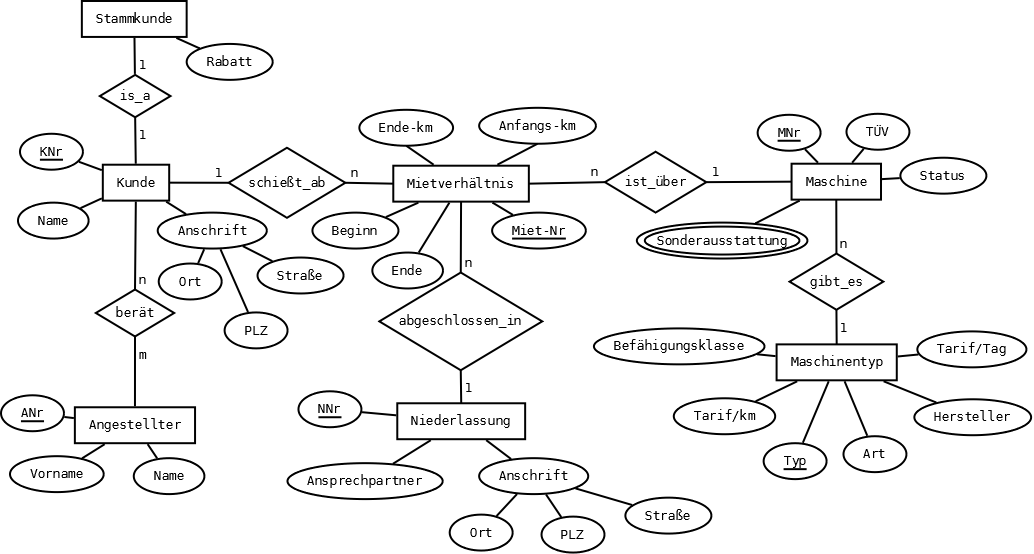 Stammkunde
Rabatt
1
is_a
1
KNr
Kunde
Name
Anschrift
Ort
Straße
PLZ
1
schießt_ab
n
Ende-km
Anfangs-km
Mietverhältnis
Beginn
Ende
Miet-Nr
n
ist_über
1
MNr
TÜV
Maschine
Status
Sonderausstattung
n
berät
m
n
abgeschlossen_in
1
n
gibt_es
1
Befähigungsklasse
Maschinentyp
Tarif/Tag
Tarif/km
Hersteller
Typ
Art
ANr
Angestellter
Vorname
Name
NNr
Niederlassung
Ansprechpartner
Anschrift
Ort
PLZ
Straße